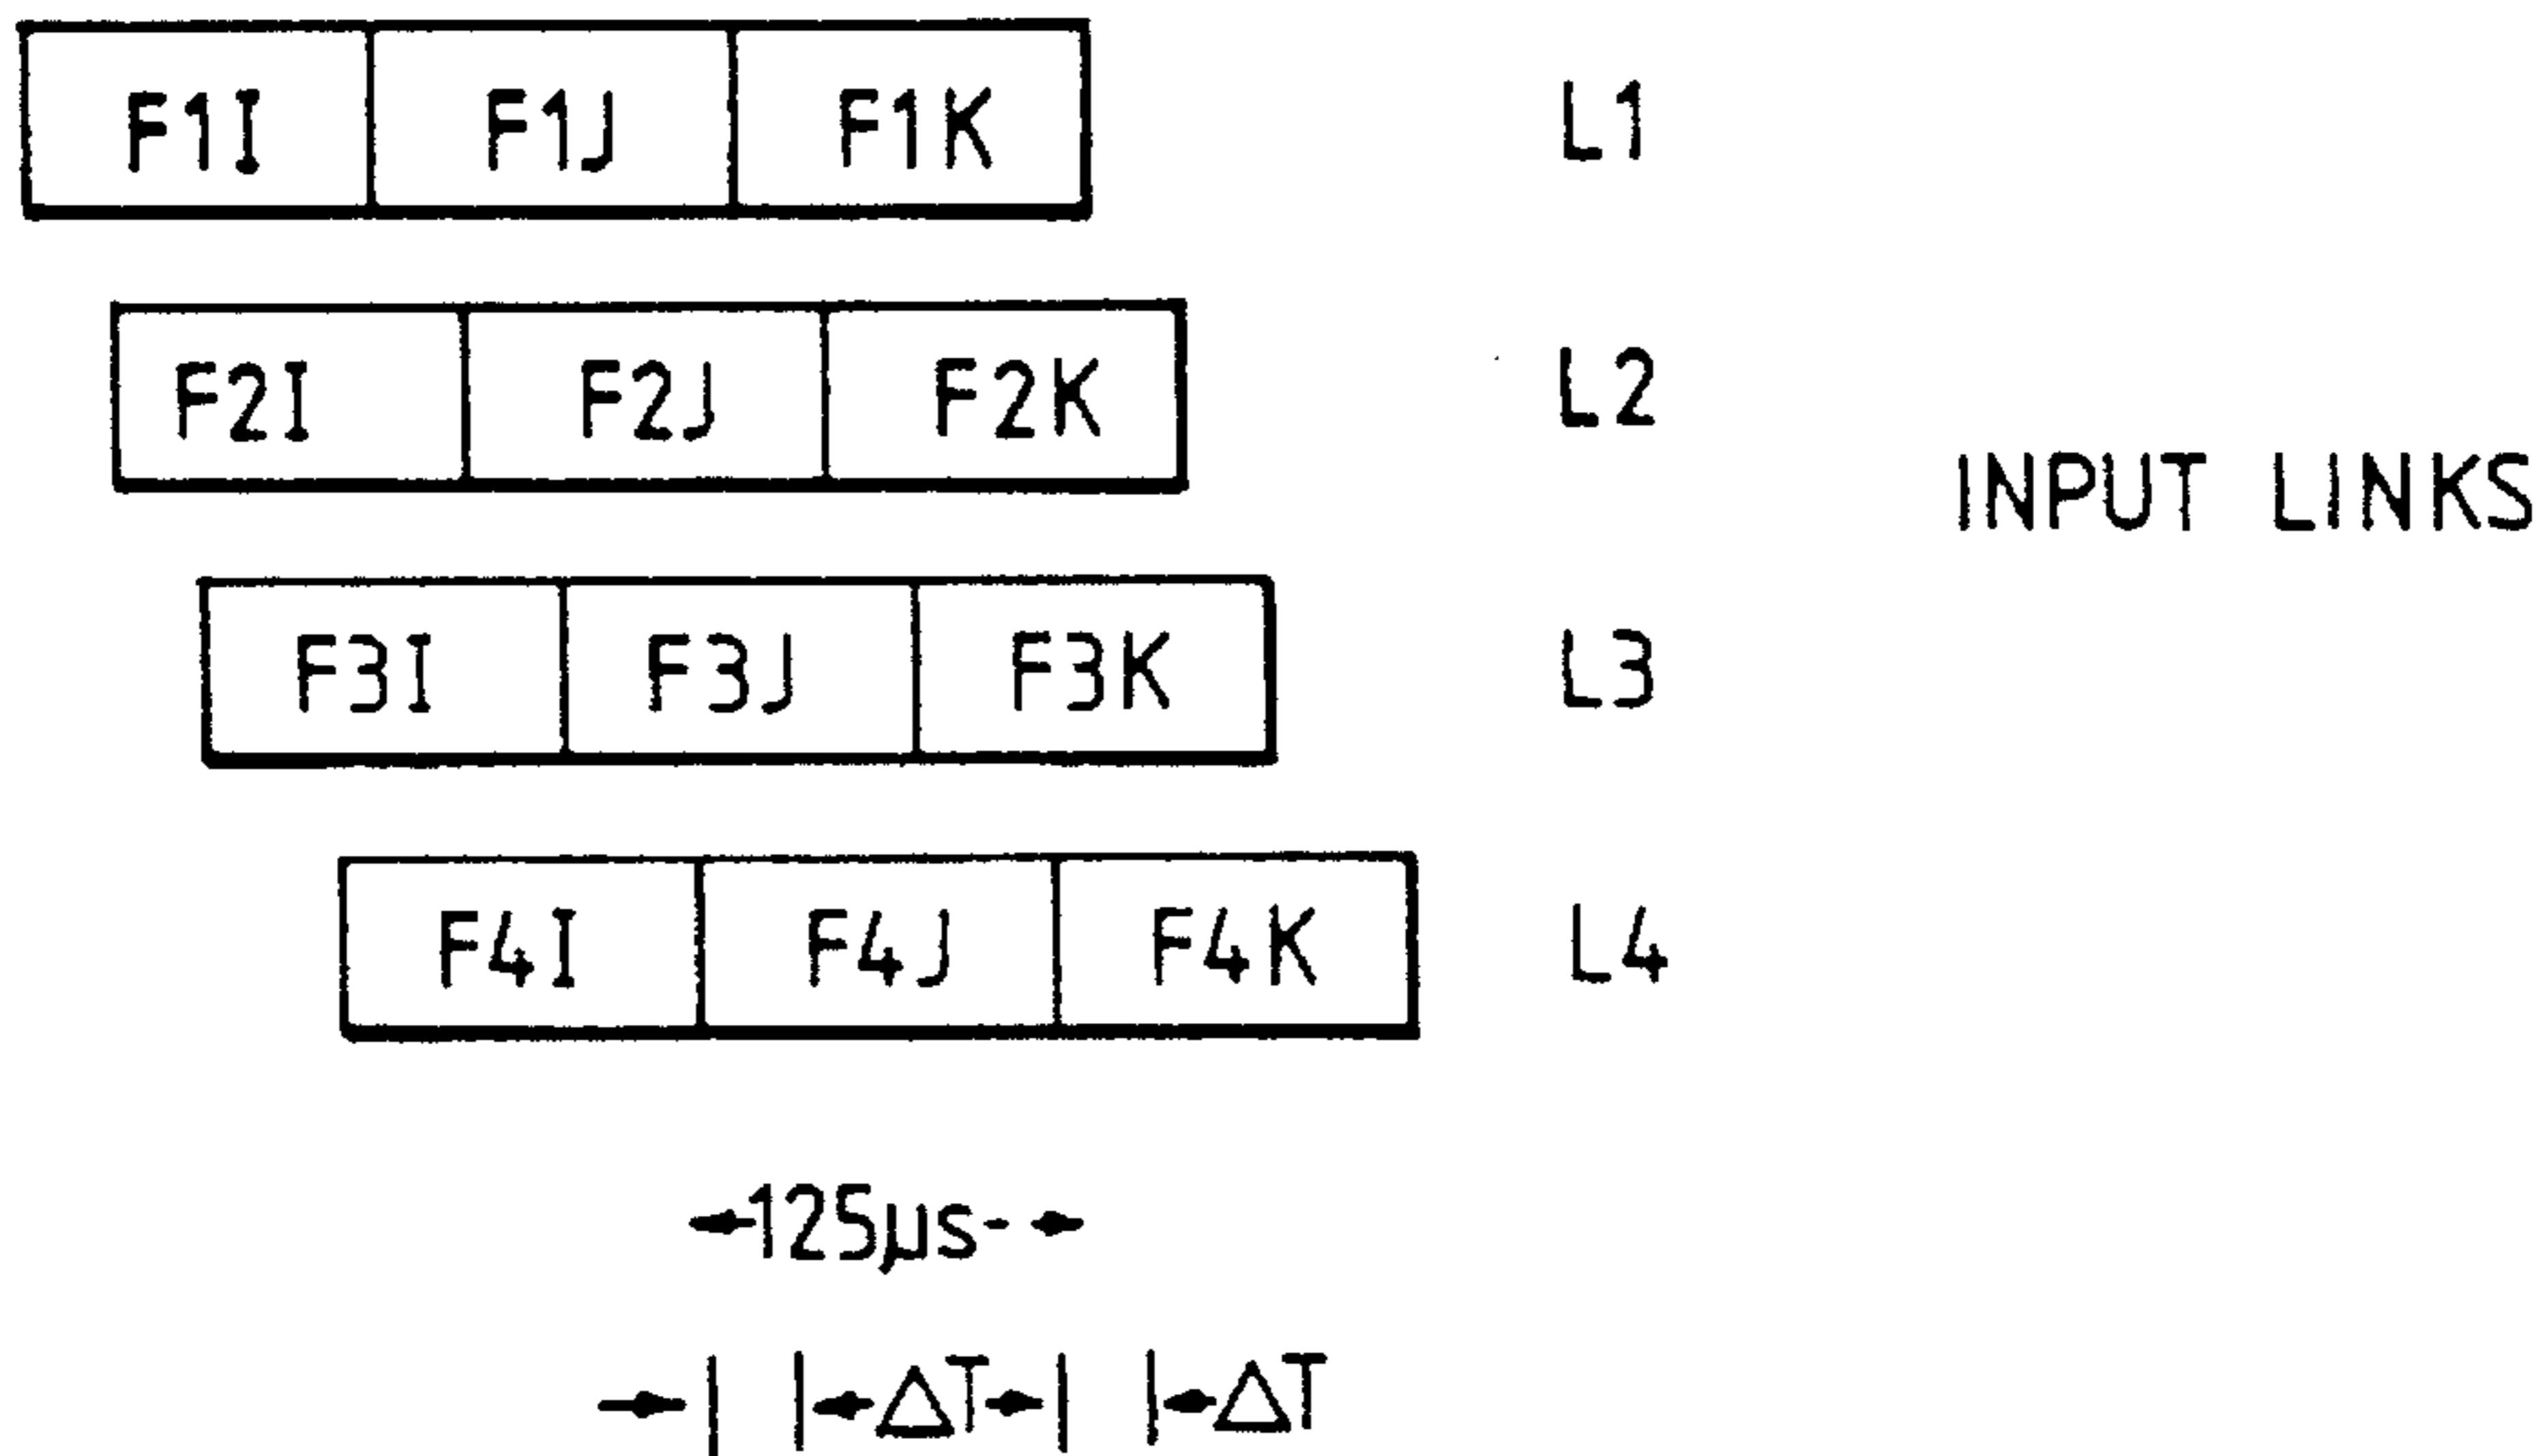 F1I F1J F1K L1
F2I F2J F2K L2
INPUT LINKS
F3I F3J F3K L3
F4I F4J F4K L4
125µs
ΔT ΔT